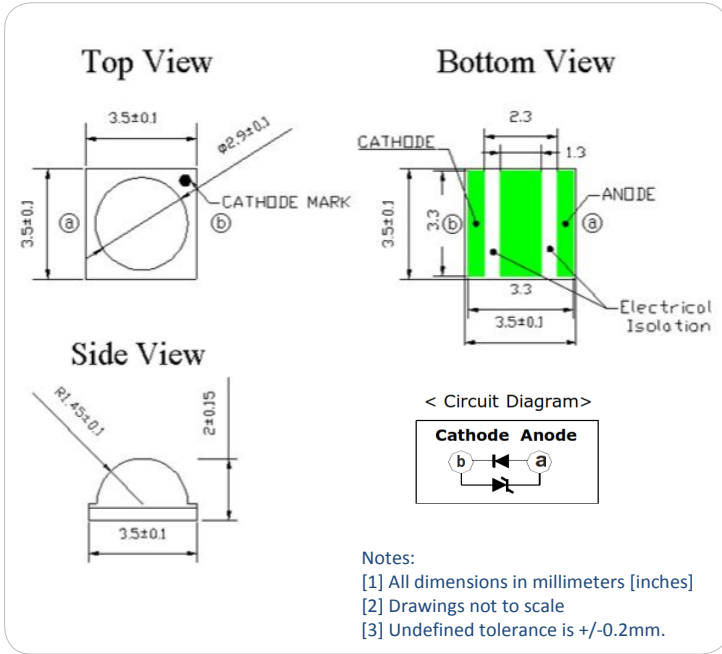 Top View
3.5±0.1
ø2.9±0.1
CATHODE MARK
3.5±0.1
a
b
Bottom View
2.3
CATHODE
1.3
ANODE
3.5±0.1
3.3
b
a
3.3
3.5±0.1
Electrical
Isolation
Side View
R1.45±0.1
2±0.15
3.5±0.1
< Circuit Diagram>
Cathode Anode
b
a
Notes:
[1] All dimensions in millimeters [inches]
[2] Drawings not to scale
[3] Undefined tolerance is +/-0.2mm.